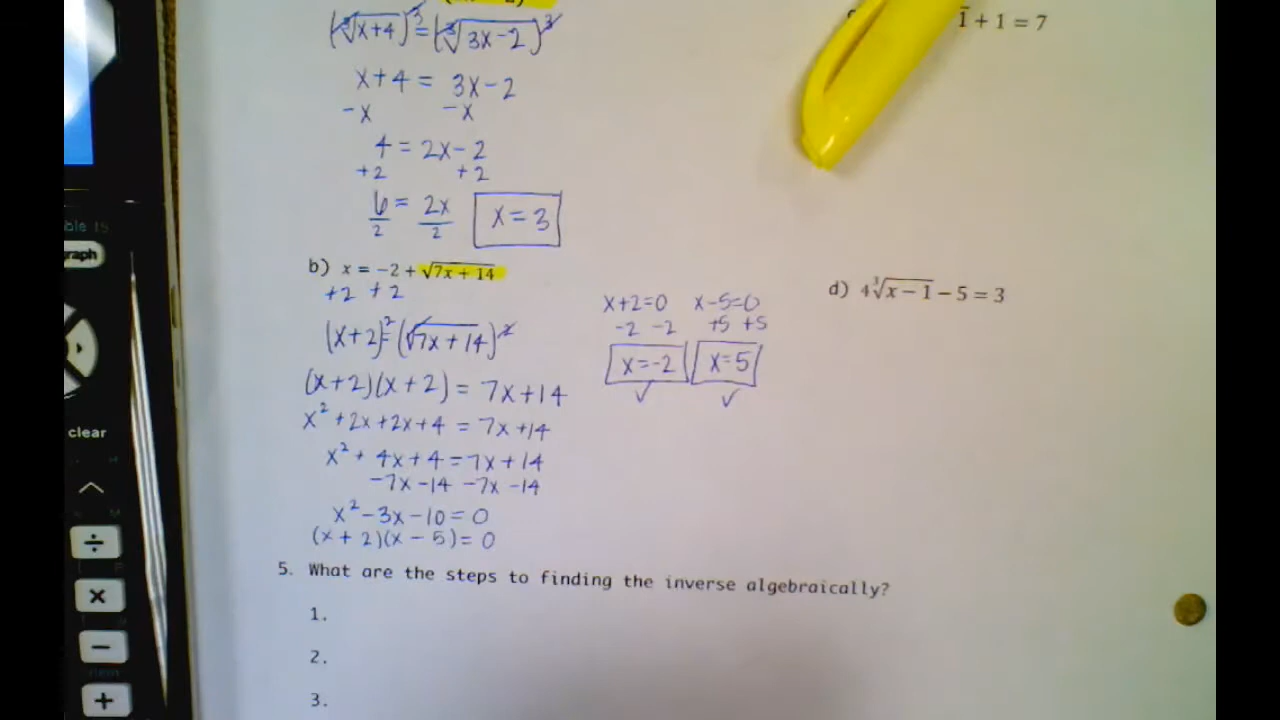 (∛x+4)³ = (∛3x-2)³
x+4 = 3x-2
-x -x
4 = 2x-2
+2 +2
6/2 = 2x/2 x=3
b) x = -2 + √7x + 14
+2 +2
(x+2)² = (√7x+14)²
(x+2)(x+2) = 7x+14
x² +2x+2x+4 = 7x+14
x² + 4x+4 = 7x+14
-7x-14 -7x-14
x²-3x-10=0
(x+2)(x-5)=0
x+2=0 x-5=0
-2 -2 +5 +5
x=-2 x=5
✓ ✓
1 + 1 = 7
d) 4∛x - 1 - 5 = 3
5. What are the steps to finding the inverse algebraically?
1.
2.
3.
clear
÷
×
−
+